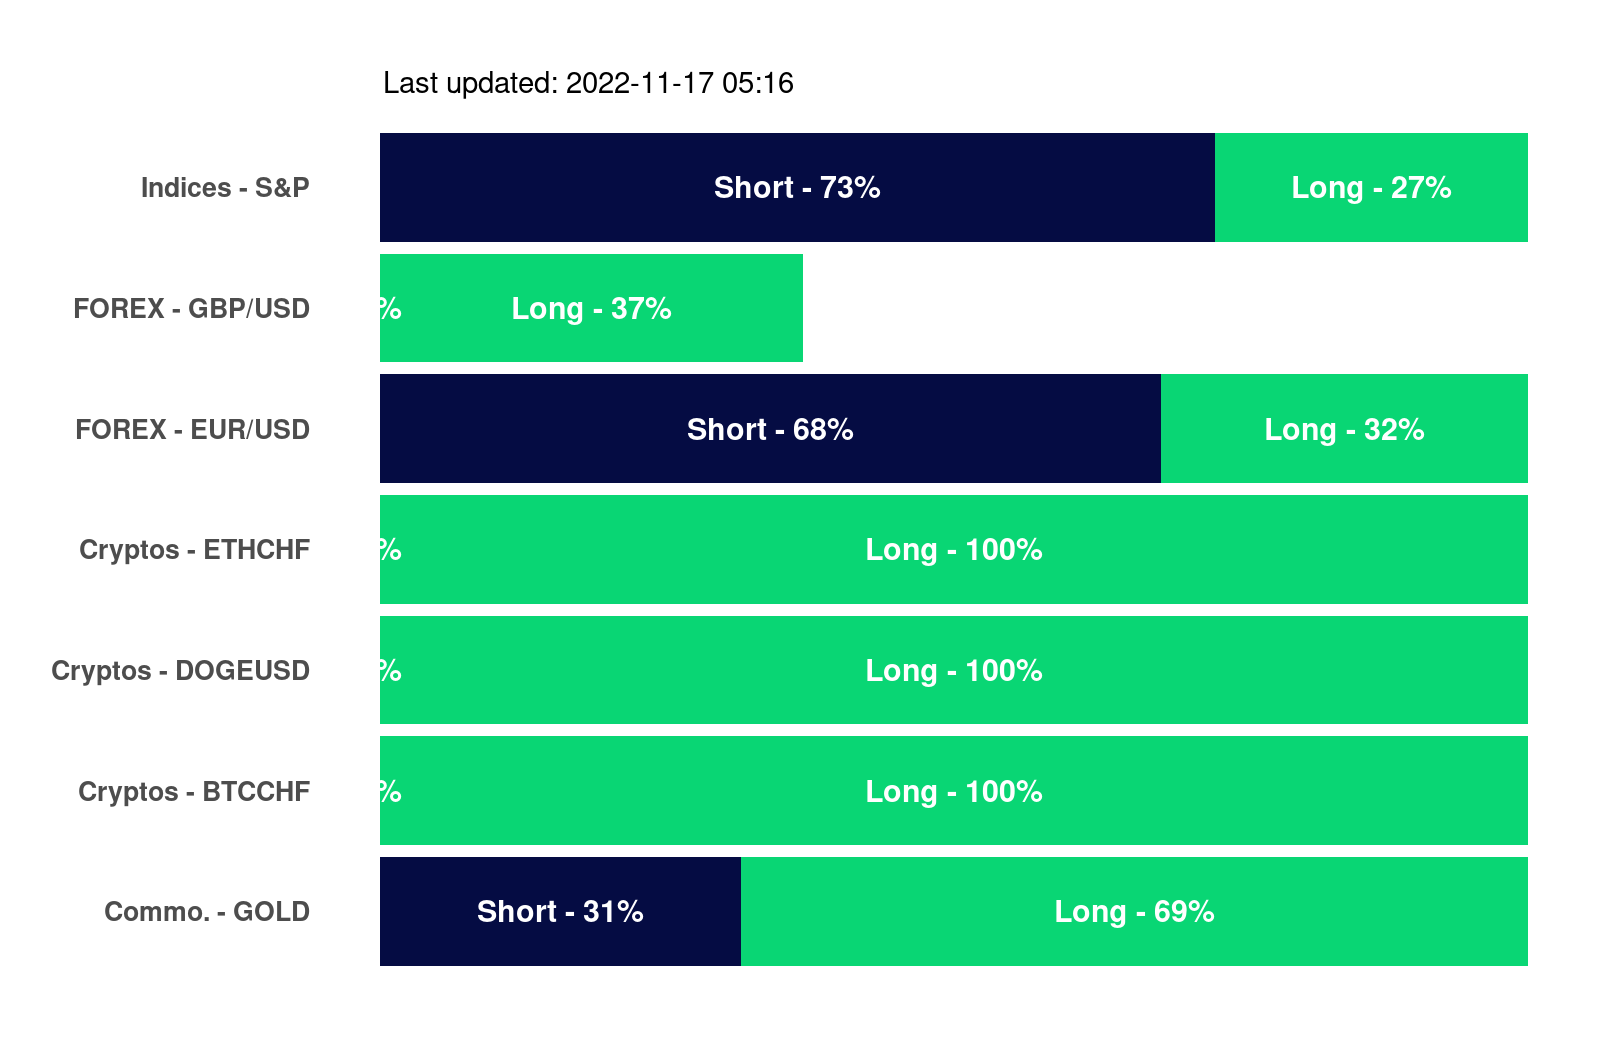 Last updated: 2022-11-17 05:16
Indices - S&P Short - 73% Long - 27%
FOREX - GBP/USD % Long - 37%
FOREX - EUR/USD Short - 68% Long - 32%
Cryptos - ETHCHF % Long - 100%
Cryptos - DOGEUSD % Long - 100%
Cryptos - BTCCHF % Long - 100%
Commo. - GOLD Short - 31% Long - 69%